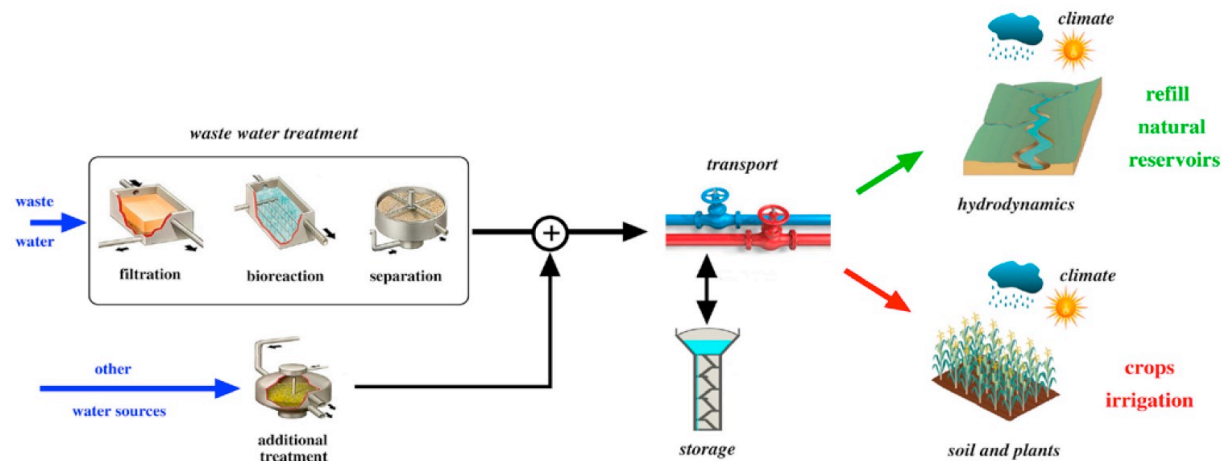 waste water treatment
waste
water
filtration
bioreaction
separation
other
water sources
additional
treatment
+
transport
storage
climate
refill
natural
reservoirs
hydrodynamics
climate
crops
irrigation
soil and plants